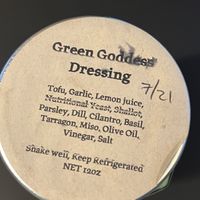 Green Goddess
Dressing
7/21
Tofu, Garlic, Lemon juice,
Nutritional Yeast, Shallot,
Parsley, Dill, Cilantro, Basil,
Tarragon, Miso, Olive Oil,
Vinegar, Salt
Shake well, Keep Refrigerated
NET 12oz